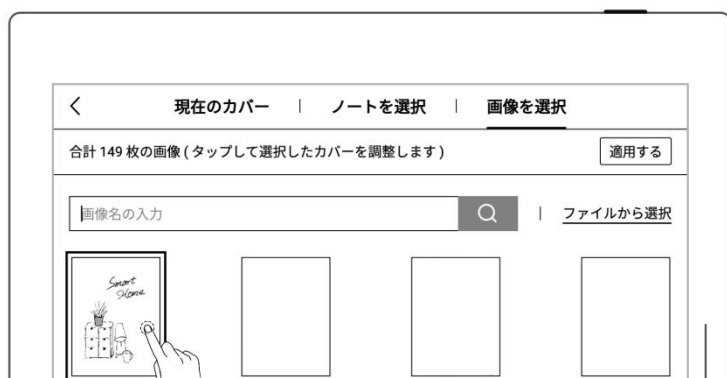 現在のカバー | ノートを選択 | 画像を選択
合計 149 枚の画像 ( タップして選択したカバーを調整します ) 適用する
画像名の入力 | ファイルから選択
Smart
Home